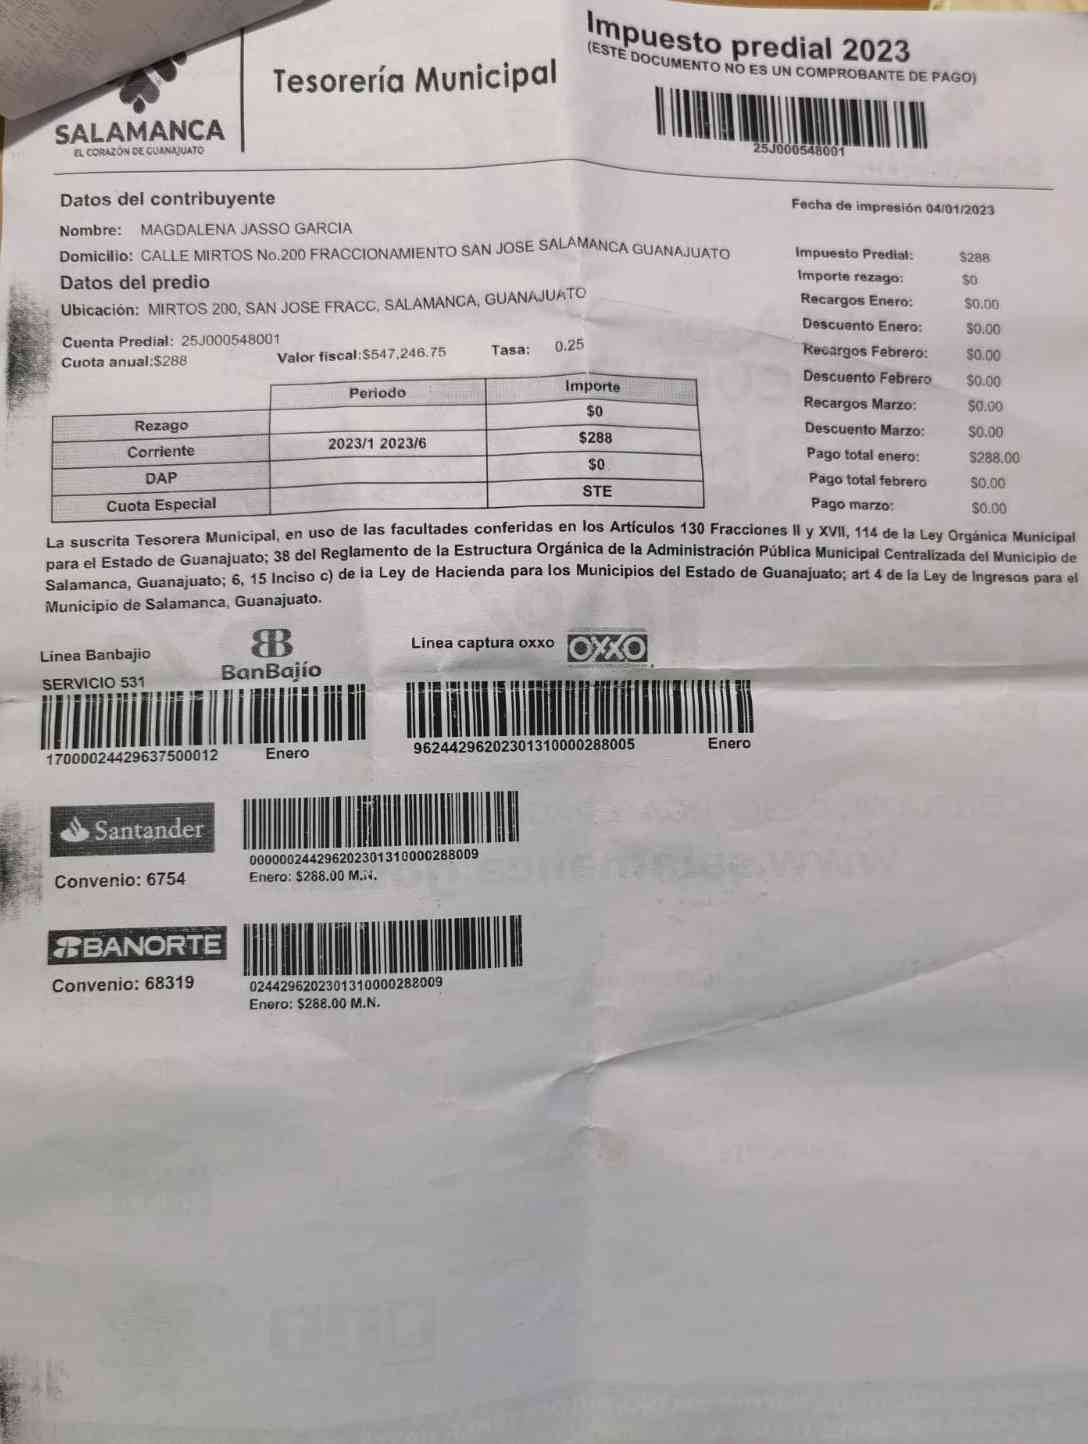 SALAMANCA
EL CORAZÓN DE GUANAJUATO
Tesorería Municipal
Impuesto predial 2023
(ESTE DOCUMENTO NO ES UN COMPROBANTE DE PAGO)
25J000548001
Datos del contribuyente
Nombre: MAGDALENA JASSO GARCIA
Domicilio: CALLE MIRTOS No.200 FRACCIONAMIENTO SAN JOSE SALAMANCA GUANAJUATO
Datos del predio
Ubicación: MIRTOS 200, SAN JOSE FRACC, SALAMANCA, GUANAJUATO
Cuenta Predial: 25J000548001
Cuota anual:$288 Valor fiscal:$547,246.75 Tasa: 0.25
Periodo Importe
Rezago $0
Corriente 2023/1 2023/6 $288
DAP $0
Cuota Especial STE
Fecha de impresión 04/01/2023
Impuesto Predial: $288
Importe rezago: $0
Recargos Enero: $0.00
Descuento Enero: $0.00
Recargos Febrero: $0.00
Descuento Febrero $0.00
Recargos Marzo: $0.00
Descuento Marzo: $0.00
Pago total enero: $288.00
Pago total febrero $0.00
Pago marzo: $0.00
La suscrita Tesorera Municipal, en uso de las facultades conferidas en los Artículos 130 Fracciones II y XVII, 114 de la Ley Orgánica Municipal
para el Estado de Guanajuato; 38 del Reglamento de la Estructura Orgánica de la Administración Pública Municipal Centralizada del Municipio de
Salamanca, Guanajuato; 6, 15 Inciso c) de la Ley de Hacienda para los Municipios del Estado de Guanajuato; art 4 de la Ley de Ingresos para el
Municipio de Salamanca, Guanajuato.
Línea Banbajio
SERVICIO 531
BanBajío
17000024429637500012 Enero
Linea captura oxxo OXXO
96244296202301310000288005 Enero
Santander
Convenio: 6754
000000244296202301310000288009
Enero: $288.00 M.N.
BANORTE
Convenio: 68319
0244296202301310000288009
Enero: $288.00 M.N.